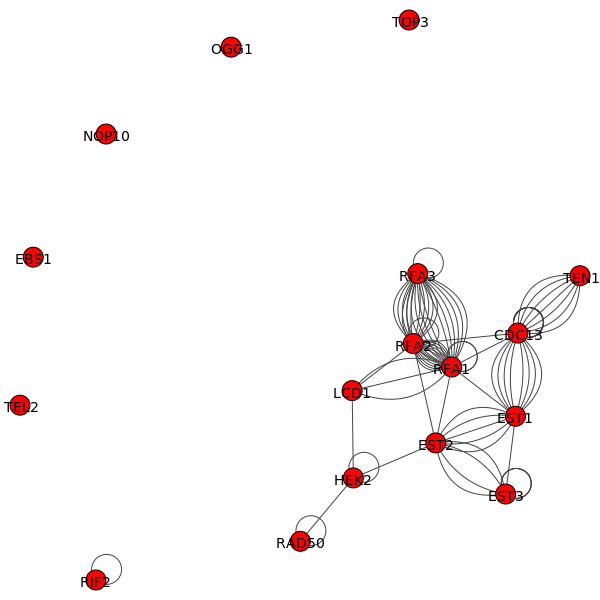 TOP3
OGG1
NOP10
EBS1
RFA3
TEN1
CDC13
RFA2
RFA1
LCD1
TEL2
EST1
EST2
HEK2
EST3
RAD50
RIF2